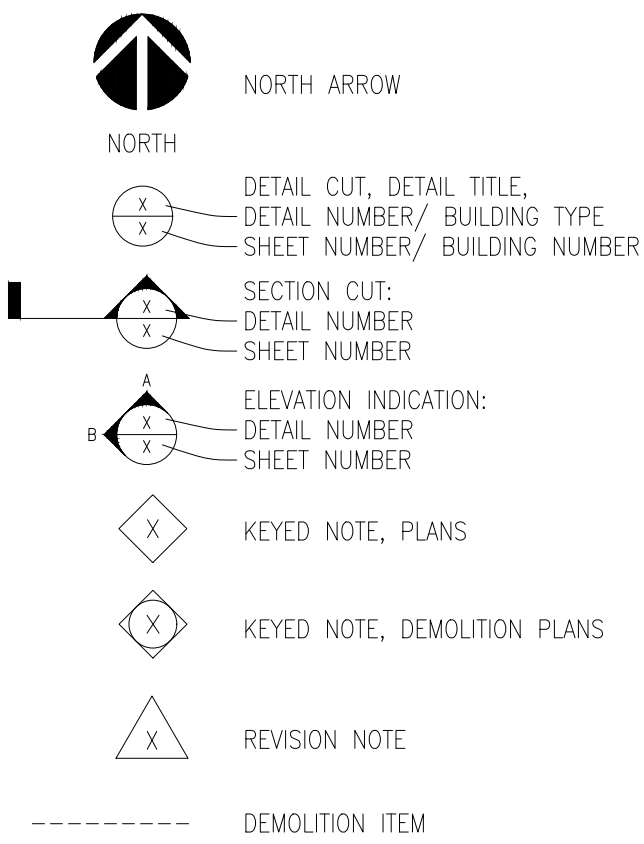 NORTH ARROW
NORTH
DETAIL CUT, DETAIL TITLE,
X
DETAIL NUMBER/ BUILDING TYPE
X
SHEET NUMBER/ BUILDING NUMBER
SECTION CUT:
X
DETAIL NUMBER
X
SHEET NUMBER
A
ELEVATION INDICATION:
X
DETAIL NUMBER
B
X
SHEET NUMBER
X
KEYED NOTE, PLANS
X
KEYED NOTE, DEMOLITION PLANS
X
REVISION NOTE
DEMOLITION ITEM